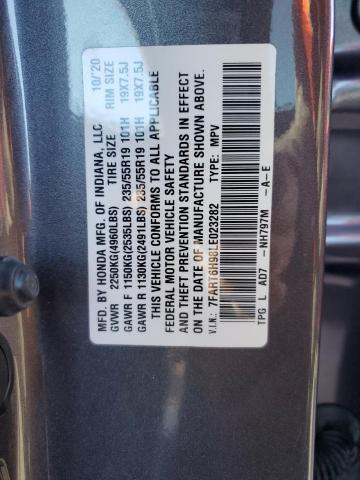 MFD. BY HONDA MFG. OF INDIANA, LLC 10/'20
GVWR 2250KG(4960LBS) TIRE SIZE RIM SIZE
GAWR F 1150KG(2535LBS) 235/55R19 101H 19X7.5J
GAWR R 1130KG(2491LBS) 235/55R19 101H 19X7.5J
THIS VEHICLE CONFORMS TO ALL APPLICABLE
FEDERAL MOTOR VEHICLE SAFETY
AND THEFT PREVENTION STANDARDS IN EFFECT
ON THE DATE OF MANUFACTURE SHOWN ABOVE.
V.I.N.: TYPE: MPV
TPG L AD7 -NH797M -A-E